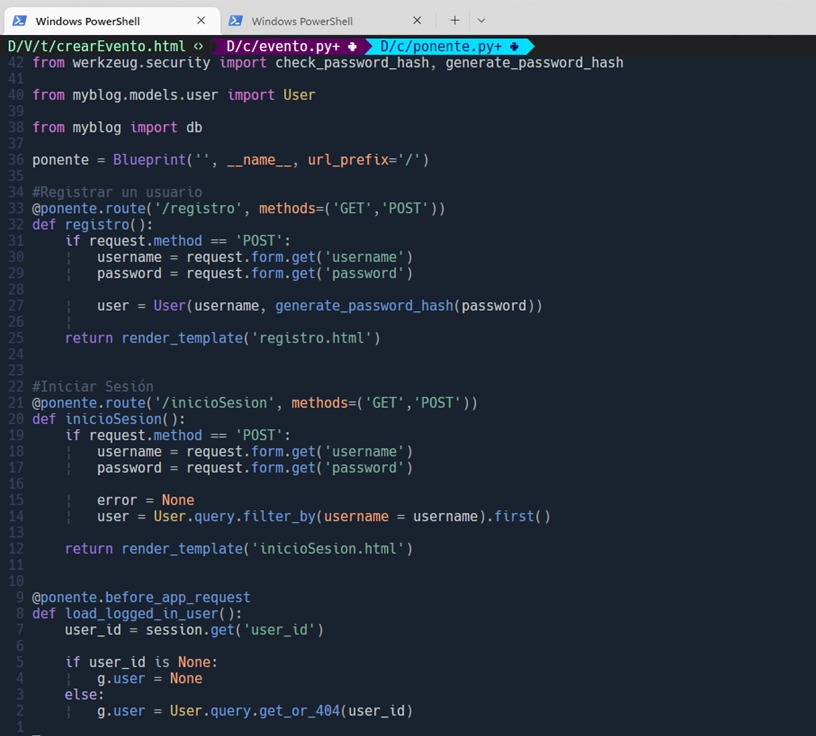 Windows PowerShell
Windows PowerShell
D/V/t/crearEvento.html <> D/c/evento.py+ D/c/ponente.py+
42 from werkzeug.security import check_password_hash, generate_password_hash
41
40 from myblog.models.user import User
39
38 from myblog import db
37
36 ponente = Blueprint('', __name__, url_prefix='/')
35
34 #Registrar un usuario
33 @ponente.route('/registro', methods=('GET','POST'))
32 def registro():
31 if request.method == 'POST':
30 username = request.form.get('username')
29 password = request.form.get('password')
28
27 user = User(username, generate_password_hash(password))
26
25 return render_template('registro.html')
24
23
22 #Iniciar Sesión
21 @ponente.route('/inicioSesion', methods=('GET','POST'))
20 def inicioSesion():
19 if request.method == 'POST':
18 username = request.form.get('username')
17 password = request.form.get('password')
16
15 error = None
14 user = User.query.filter_by(username = username).first()
13
12 return render_template('inicioSesion.html')
11
10
9 @ponente.before_app_request
8 def load_logged_in_user():
7 user_id = session.get('user_id')
6
5 if user_id is None:
4 g.user = None
3 else:
2 g.user = User.query.get_or_404(user_id)
1